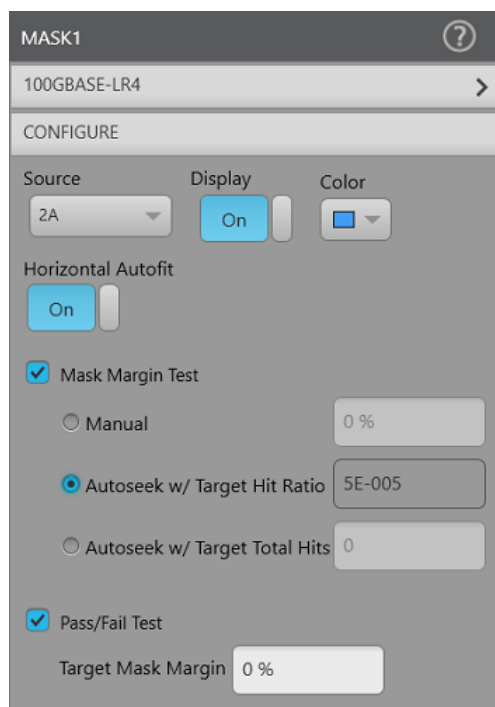 MASK1 ?
100GBASE-LR4
CONFIGURE
Source Display Color
2A On
Horizontal Autofit
On
Mask Margin Test
Manual 0 %
Autoseek w/ Target Hit Ratio 5E-005
Autoseek w/ Target Total Hits 0
Pass/Fail Test
Target Mask Margin 0 %